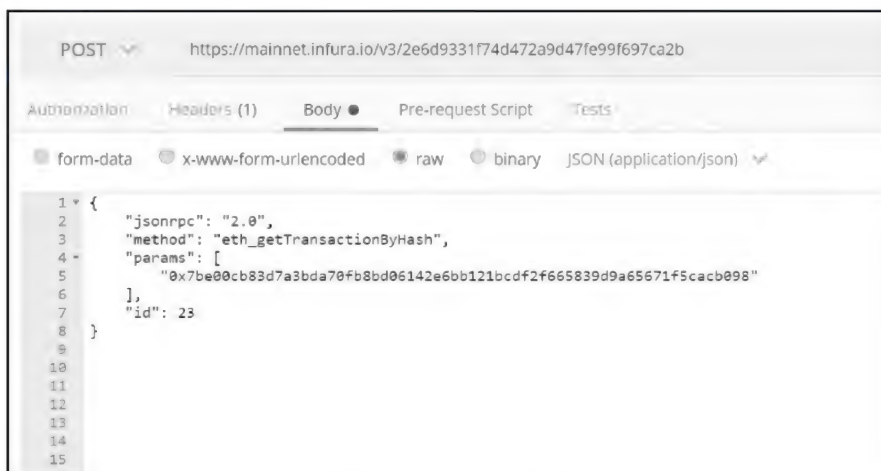 POST https://mainnet.infura.io/v3/2e6d9331f74d472a9d47fe99f697ca2b
Authorization Headers (1) Body Pre-request Script Tests
form-data x-www-form-urlencoded raw binary JSON (application/json)
1 {
2 "jsonrpc": "2.0",
3 "method": "eth_getTransactionByHash",
4 "params": [
5 "0x7be00cb83d7a3bda70fb8bd06142e6bb121bcdf2f665839d9a65671f5cacb098"
6 ],
7 "id": 23
8 }
9
10
11
12
13
14
15